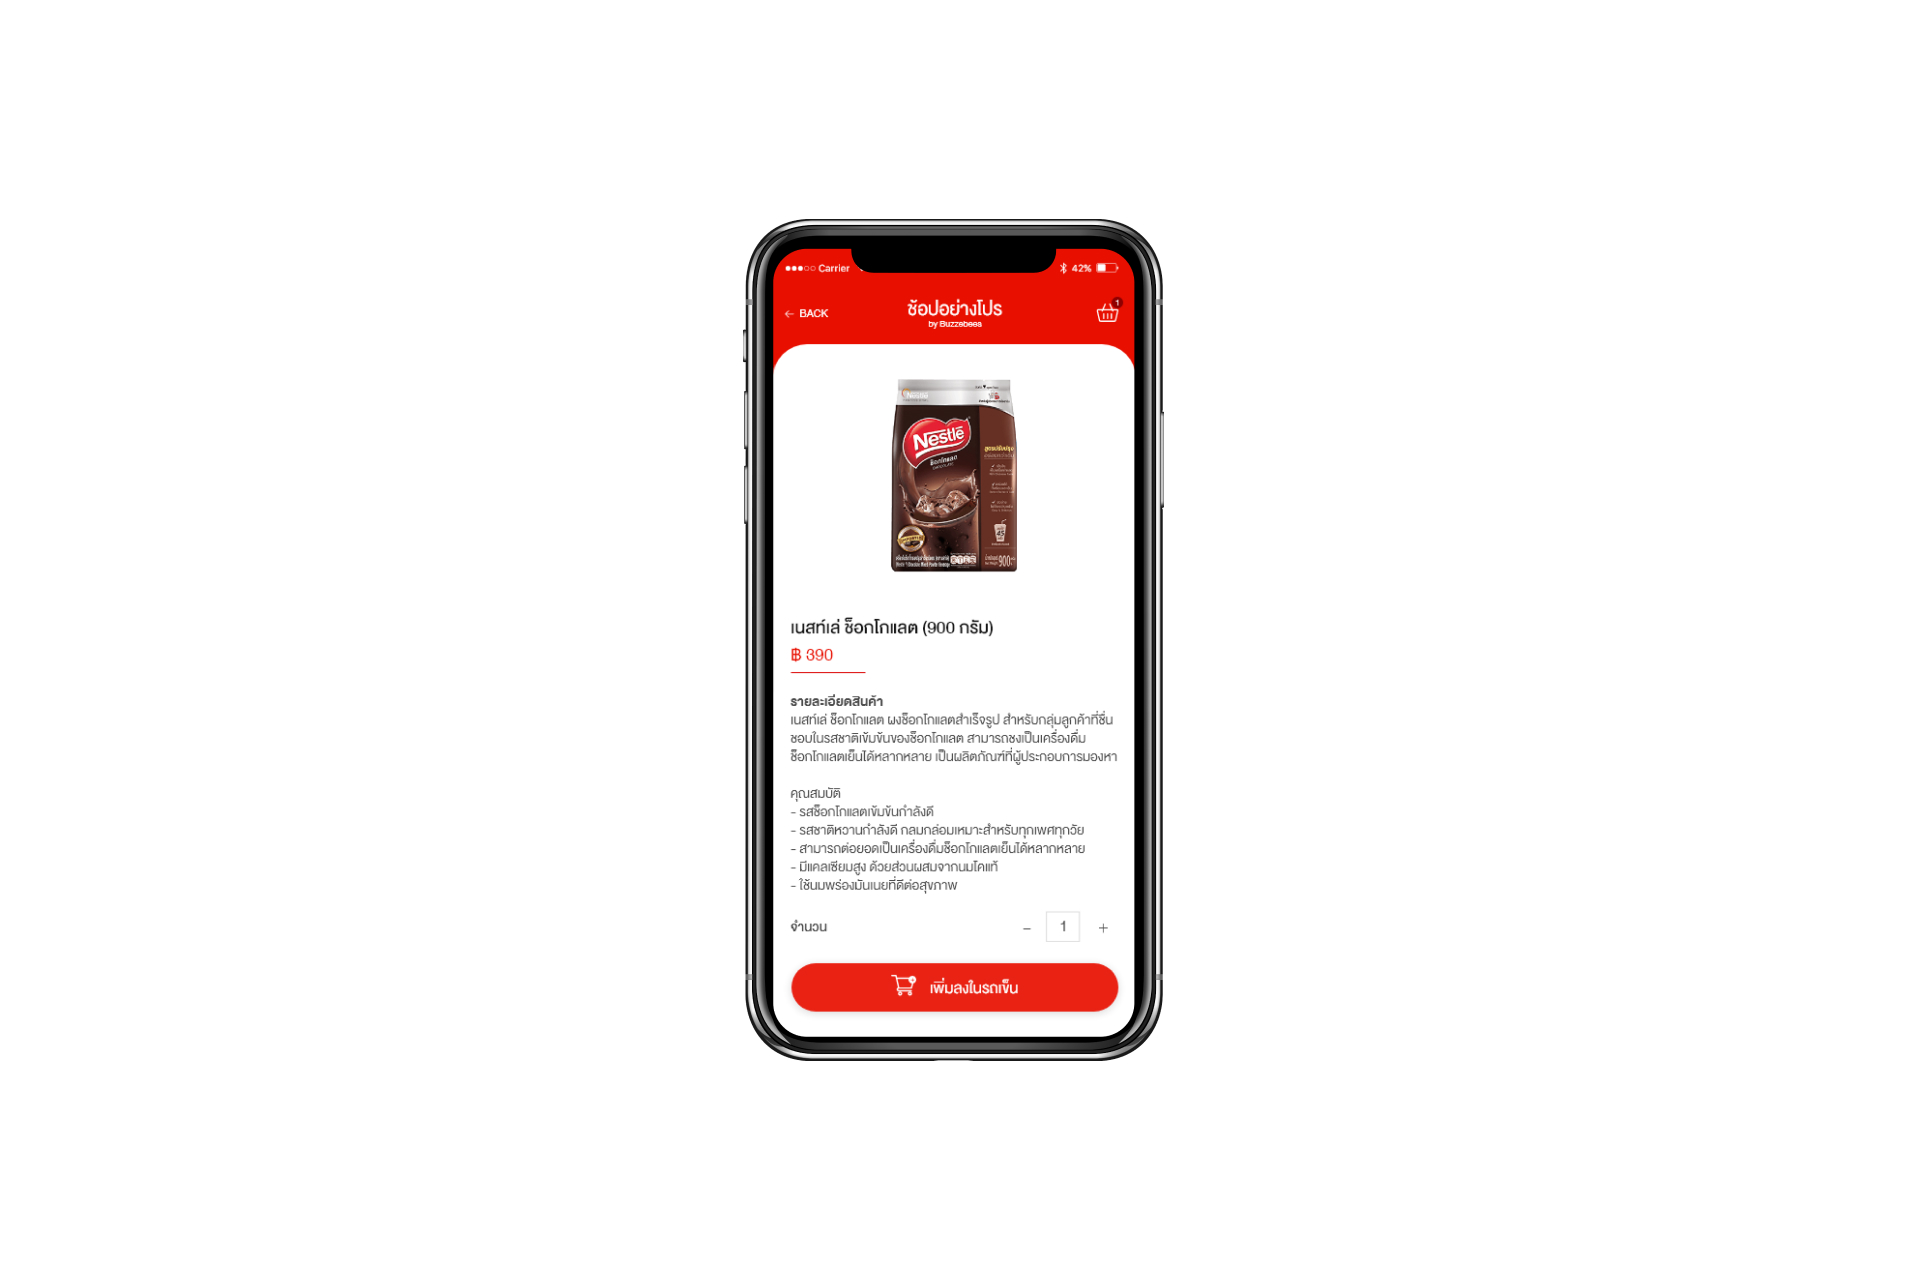 Carrier
42%
BACK
ช้อปอย่างโปร
by Buzzebees
1
Nestlé
ช็อกโกแลต
900
เนสท์เล่ ช็อกโกแลต (900 กรัม)
฿ 390
รายละเอียดสินค้า
เนสท์เล่ ช็อกโกแลต ผงช็อกโกแลตสำเร็จรูป สำหรับกลุ่มลูกค้าที่ชื่น
ชอบในรสชาติเข้มข้นของช็อกโกแลต สามารถชงเป็นเครื่องดื่ม
ช็อกโกแลตเย็นได้หลากหลาย เป็นผลิตภัณฑ์ที่ผู้ประกอบการมองหา
คุณสมบัติ
- รสช็อกโกแลตเข้มข้นกำลังดี
- รสชาติหวานกำลังดี กลมกล่อมเหมาะสำหรับทุกเพศทุกวัย
- สามารถต่อยอดเป็นเครื่องดื่มช็อกโกแลตเย็นได้หลากหลาย
- มีแคลเซียมสูง ด้วยส่วนผสมจากนมโคแท้
- ใช้นมพร่องมันเนยที่ดีต่อสุขภาพ
จำนวน
- 1 +
เพิ่มลงในรถเข็น